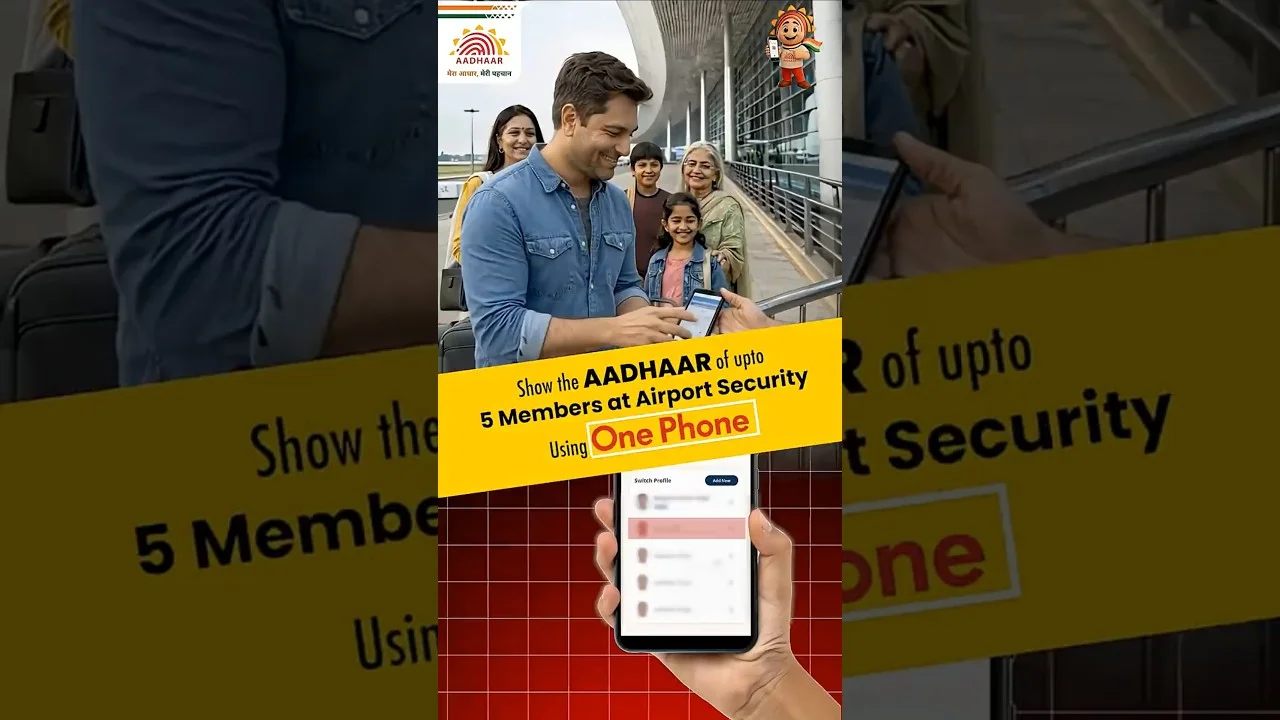 AADHAAR
मेरा आधार, मेरी पहचान
Show the AADHAAR of upto
5 Members at Airport Security
Using One Phone
Switch Profile
Add New